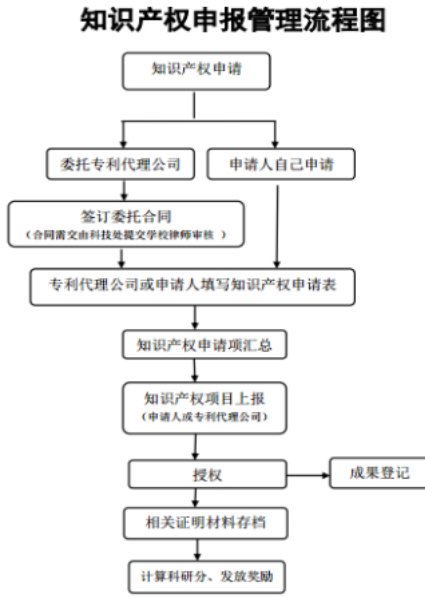 知识产权申报管理流程图
知识产权申请
委托专利代理公司
申请人自己申请
签订委托合同
（合同需交由科技处提交学校律师审核 ）
专利代理公司或申请人填写知识产权申请表
知识产权申请项汇总
知识产权项目上报
（申请人或专利代理公司）
授权
成果登记
相关证明材料存档
计算科研分、发放奖励